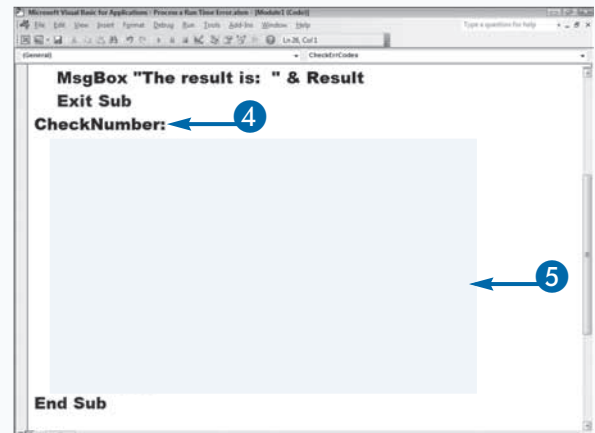 Microsoft Visual Basic for Applications - Process a Run Time Error.xlsm - [Module1 (Code)]
File Edit View Insert Format Debug Run Tools Add-Ins Window Help Type a question for help
Ln 28, Col 1
(General) CheckErrCodes
MsgBox "The result is: " & Result
Exit Sub
CheckNumber: 4
5
End Sub